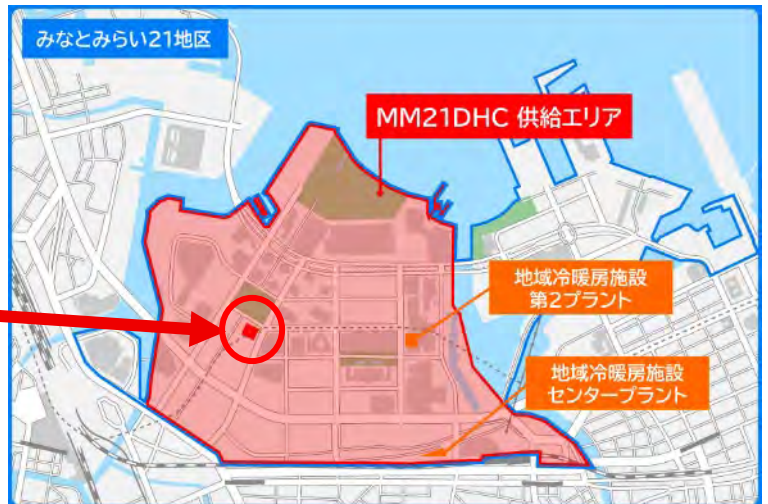 みなとみらい21地区
MM21DHC 供給エリア
地域冷暖房施設
第2プラント
地域冷暖房施設
センタープラント